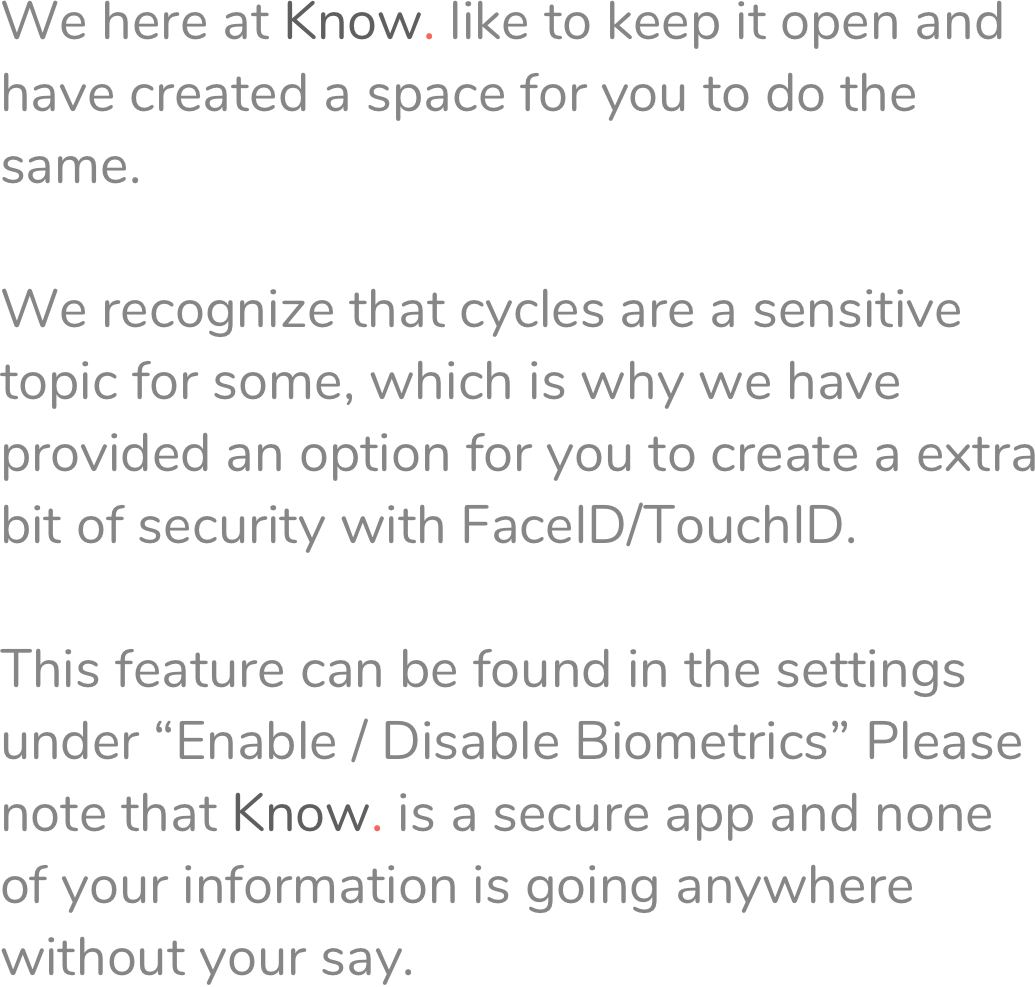 We here at Know. like to keep it open and
have created a space for you to do the
same.
We recognize that cycles are a sensitive
topic for some, which is why we have
provided an option for you to create a extra
bit of security with FaceID/TouchID.
This feature can be found in the settings
under “Enable / Disable Biometrics” Please
note that Know. is a secure app and none
of your information is going anywhere
without your say.